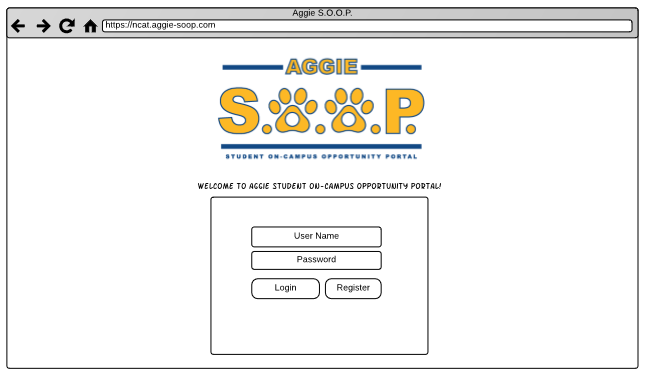 Aggie S.O.O.P.
https://ncat.aggie-soop.com
AGGIE
S.O.O.P.
STUDENT ON-CAMPUS OPPORTUNITY PORTAL
WELCOME TO AGGIE STUDENT ON-CAMPUS OPPORTUNITY PORTAL!
User Name
Password
Login
Register